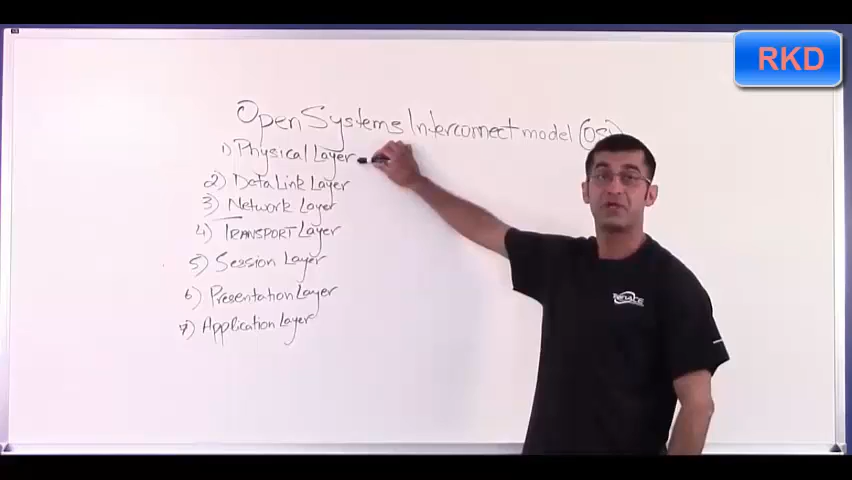 RKD
Open Systems Interconnect model (OSI)
1) Physical Layer
2) Data Link Layer
3) Network Layer
4) TRANSPORT Layer
5) Session Layer
6) Presentation Layer
7) Application Layer